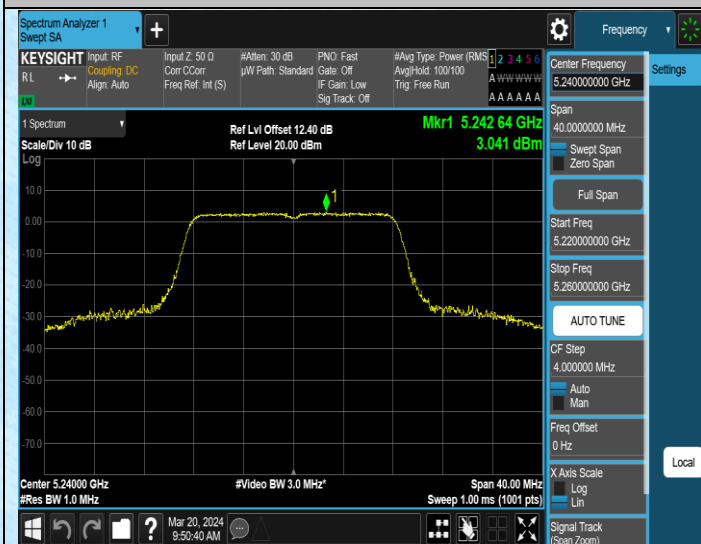 Spectrum Analyzer 1
Swept SA
Frequency
KEYSIGHT
RL
LXI
Input: RF
Coupling: DC
Align: Auto
Input Z: 50 Ω
Corr CCorr
Freq Ref: Int (S)
#Atten: 30 dB
µW Path: Standard
PNO: Fast
Gate: Off
IF Gain: Low
Sig Track: Off
#Avg Type: Power (RMS
Avg|Hold: 100/100
Trig: Free Run
1 2 3 4 5 6
A W W W W W
A A A A A A
1 Spectrum
Scale/Div 10 dB
Log
Ref Lvl Offset 12.40 dB
Ref Level 20.00 dBm
Mkr1 5.242 64 GHz
3.041 dBm
1
10.0
0.00
-10.0
-20.0
-30.0
-40.0
-50.0
-60.0
-70.0
Center 5.24000 GHz
#Res BW 1.0 MHz
#Video BW 3.0 MHz*
Span 40.00 MHz
Sweep 1.00 ms (1001 pts)
?
Mar 20, 2024
9:50:40 AM
Center Frequency
5.240000000 GHz
Span
40.0000000 MHz
Swept Span
Zero Span
Full Span
Start Freq
5.220000000 GHz
Stop Freq
5.260000000 GHz
AUTO TUNE
CF Step
4.000000 MHz
Auto
Man
Freq Offset
0 Hz
X Axis Scale
Log
Lin
Signal Track
(Span Zoom)
Settings
Local